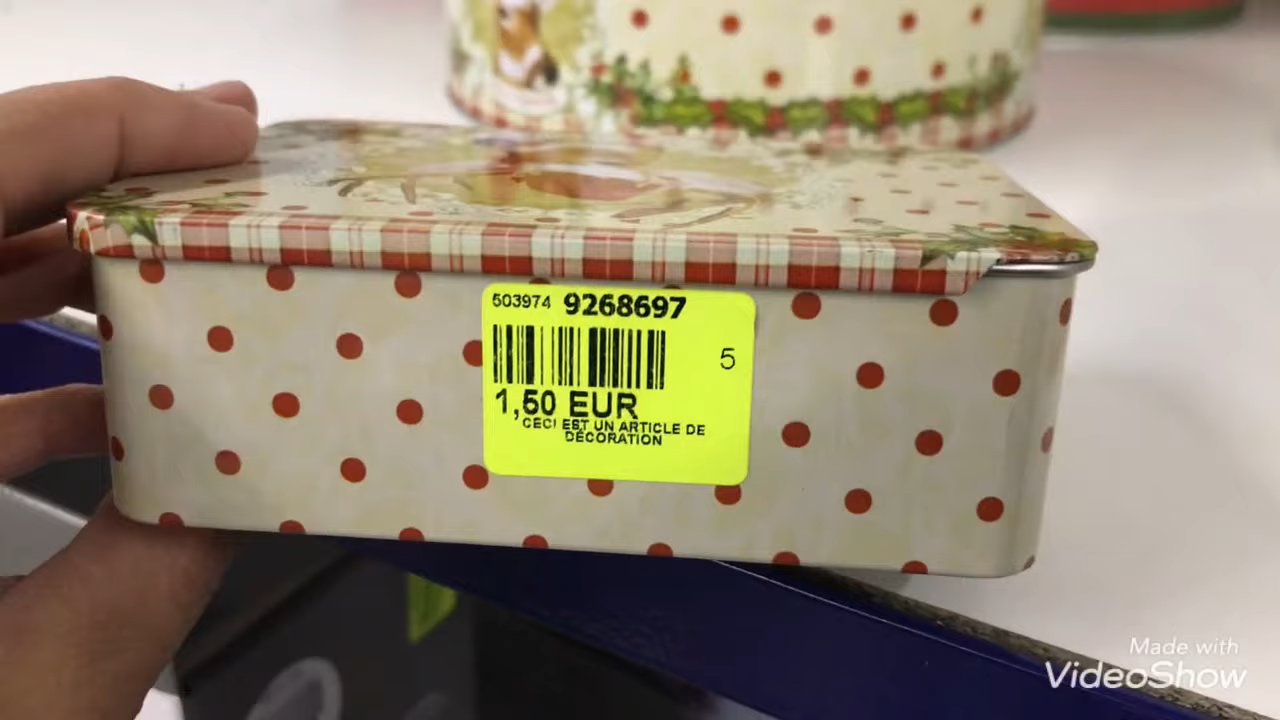 503974 9268697
5
1,50 EUR
CECI EST UN ARTICLE DE
DÉCORATION
Made with
VideoShow